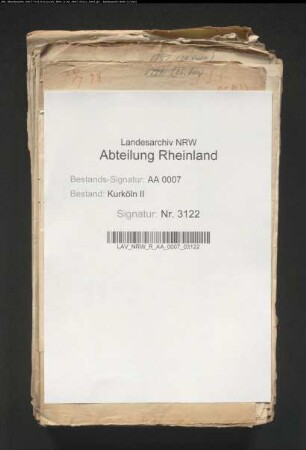 Landesarchiv NRW
Abteilung Rheinland
Bestands-Signatur: AA 0007
Bestand: Kurköln II
Signatur: Nr. 3122
LAV_NRW_R_AA_0007_03122